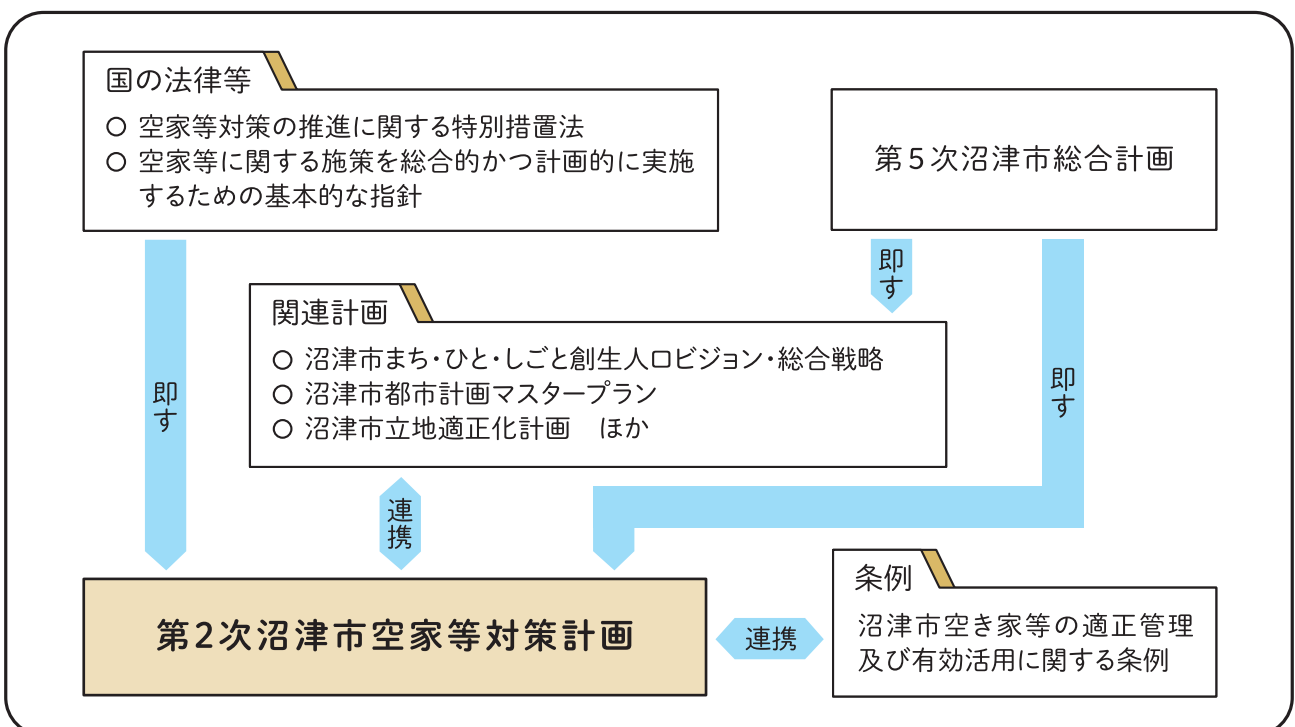 国の法律等
○ 空家等対策の推進に関する特別措置法
○ 空家等に関する施策を総合的かつ計画的に実施
するための基本的な指針
第5次沼津市総合計画
即す
関連計画
○ 沼津市まち・ひと・しごと創生人口ビジョン・総合戦略
○ 沼津市都市計画マスタープラン
○ 沼津市立地適正化計画　ほか
即す
即す
連携
第2次沼津市空家等対策計画
連携
条例
沼津市空き家等の適正管理
及び有効活用に関する条例